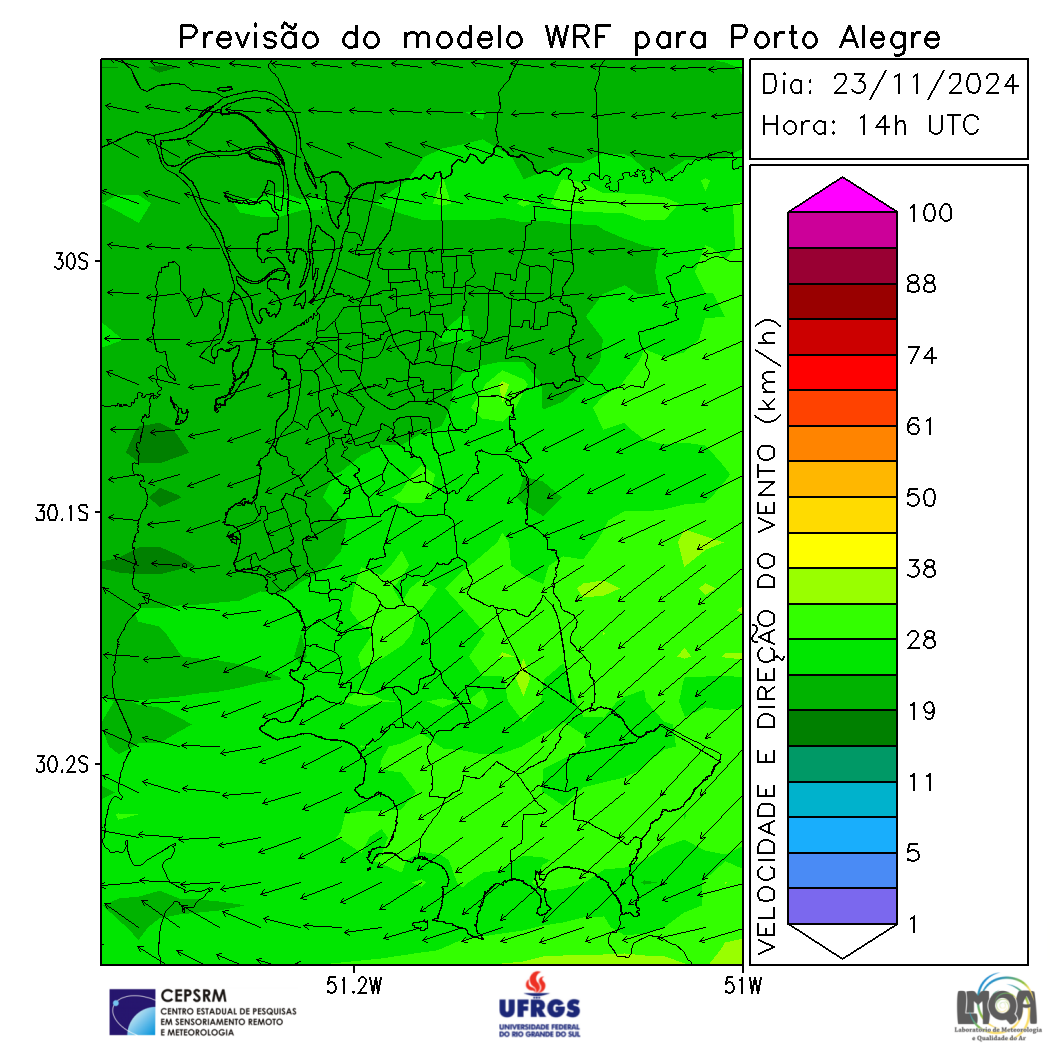 Previsão do modelo WRF para Porto Alegre
Dia: 23/11/2024
Hora: 14h UTC
30S
30.1S
30.2S
51.2W
51W
VELOCIDADE E DIREÇÃO DO VENTO (km/h)
100
88
74
61
50
38
28
19
11
5
1
CEPSRM
CENTRO ESTADUAL DE PESQUISAS
EM SENSORIAMENTO REMOTO
E METEOROLOGIA
UFRGS
UNIVERSIDADE FEDERAL
DO RIO GRANDE DO SUL
LMQA
Laboratório de Meteorologia
e Qualidade do Ar